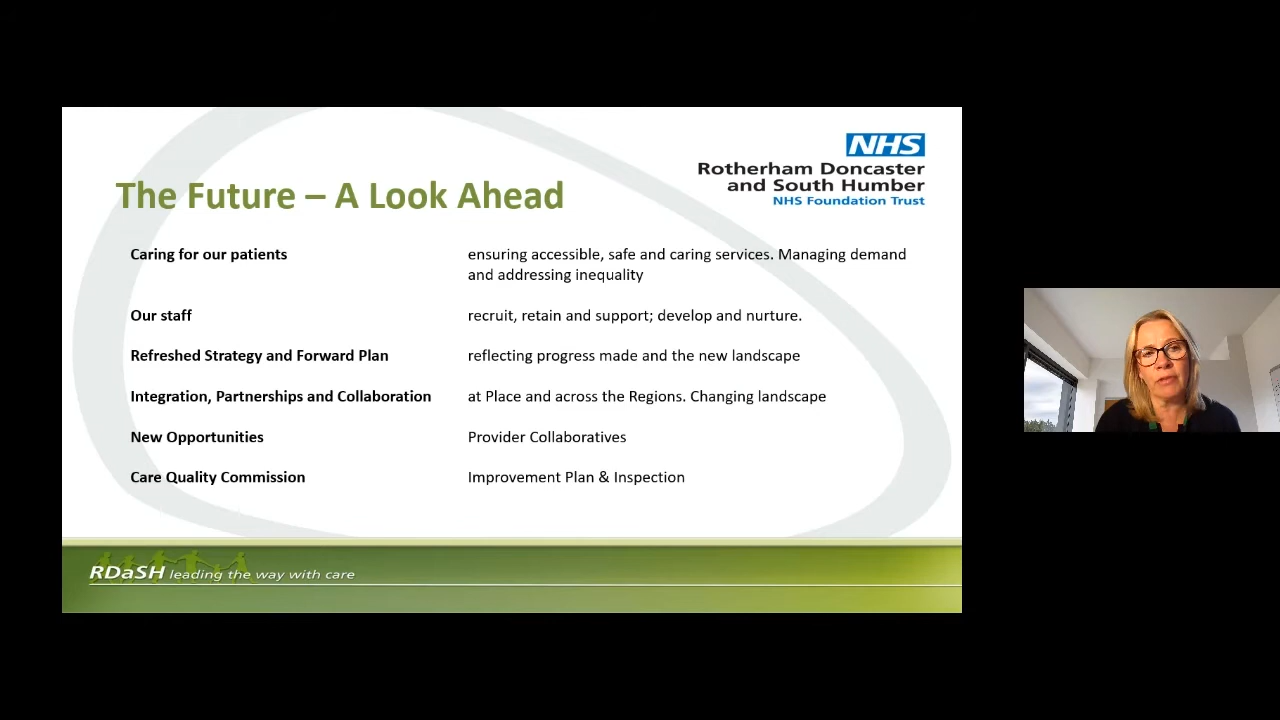 NHS
Rotherham Doncaster
and South Humber
NHS Foundation Trust
The Future – A Look Ahead
Caring for our patients ensuring accessible, safe and caring services. Managing demand
and addressing inequality
Our staff recruit, retain and support; develop and nurture.
Refreshed Strategy and Forward Plan reflecting progress made and the new landscape
Integration, Partnerships and Collaboration at Place and across the Regions. Changing landscape
New Opportunities Provider Collaboratives
Care Quality Commission Improvement Plan & Inspection
RDaSH leading the way with care